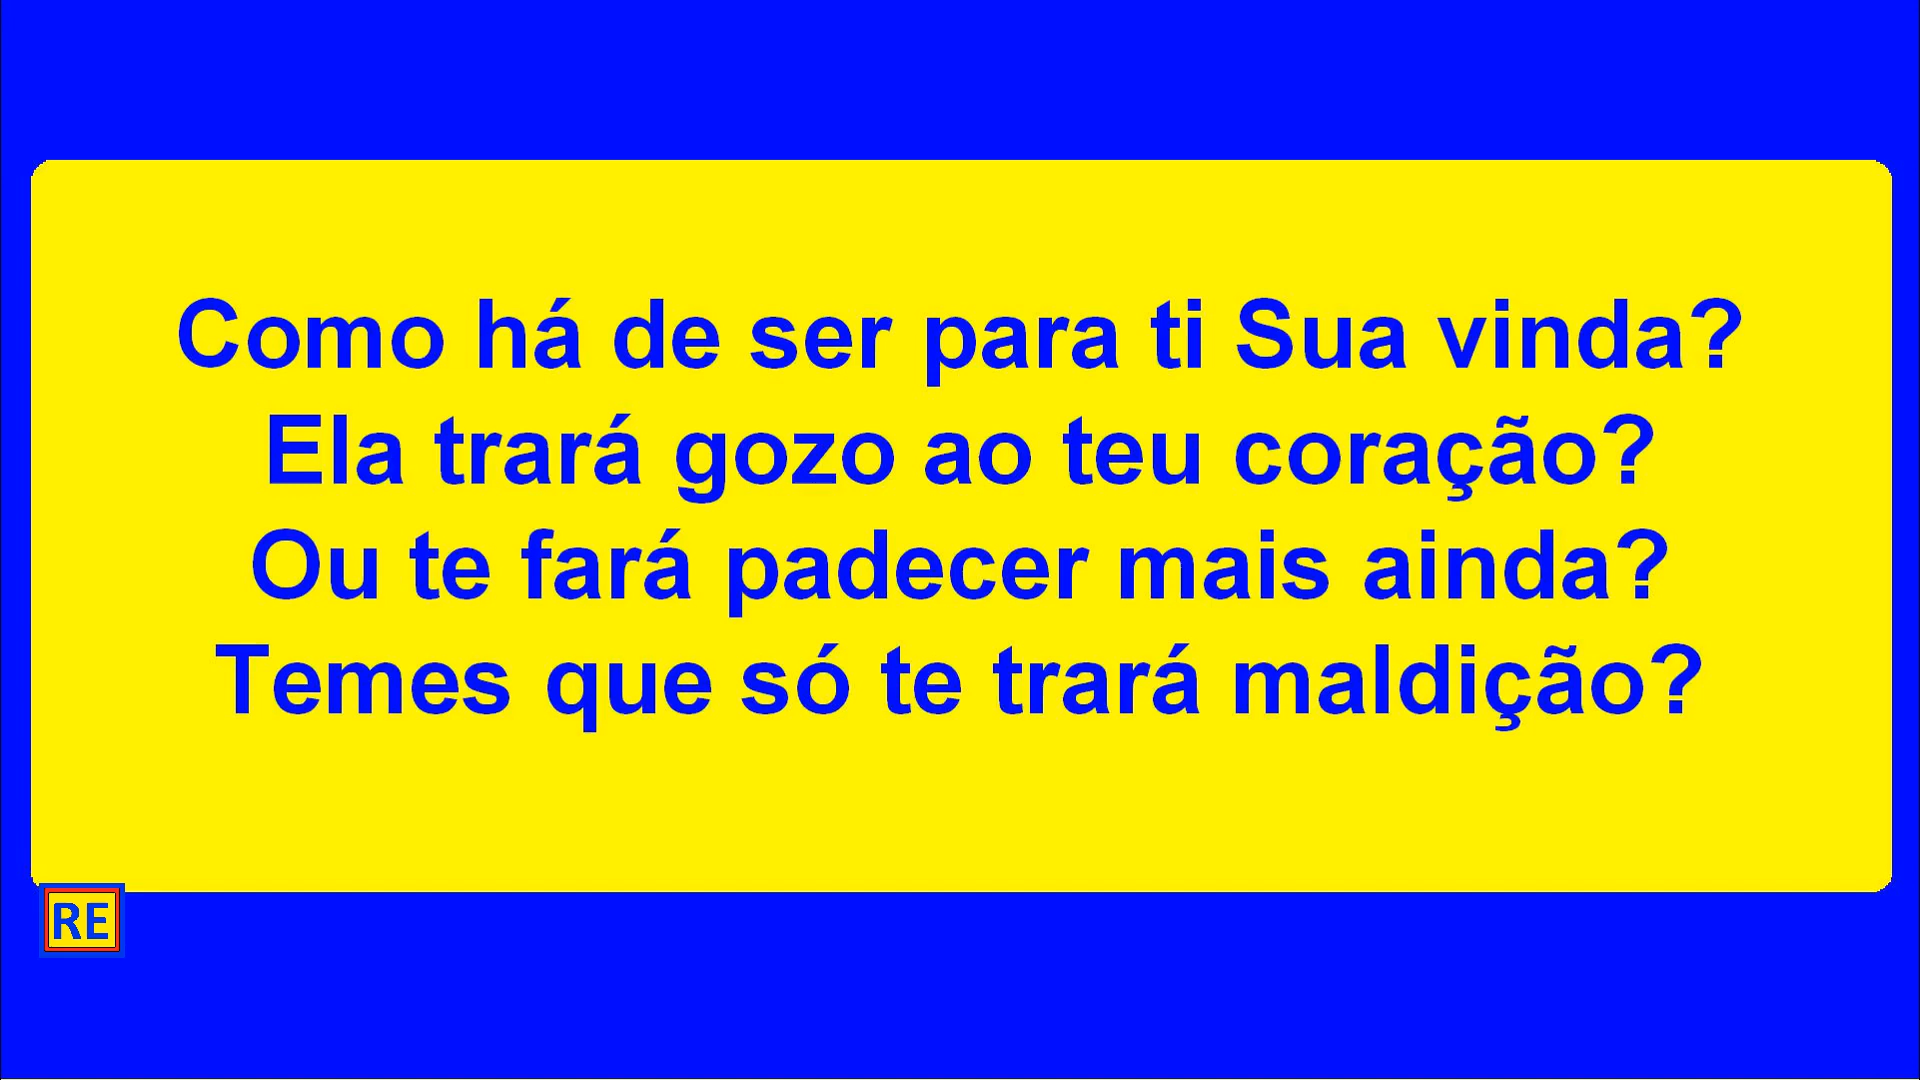 Como há de ser para ti Sua vinda?
Ela trará gozo ao teu coração?
Ou te fará padecer mais ainda?
Temes que só te trará maldição?
RE